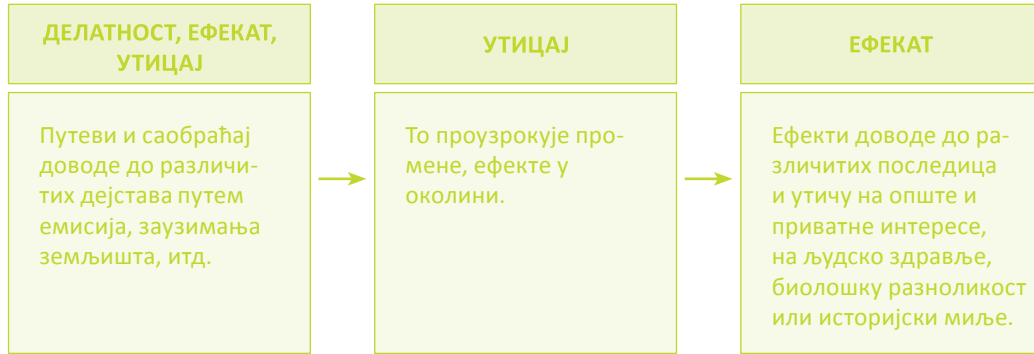 ДЕЛАТНОСТ, ЕФЕКАТ,
УТИЦАЈ
Путеви и саобраћај
доводе до различи-
тих дејстава путем
емисија, заузимања
земљишта, итд.
УТИЦАЈ
То проузрокује про-
мене, ефекте у
околини.
ЕФЕКАТ
Ефекти доводе до ра-
зличитих последица
и утичу на опште и
приватне интересе,
на људско здравље,
биолошку разноликост
или историјски миље.